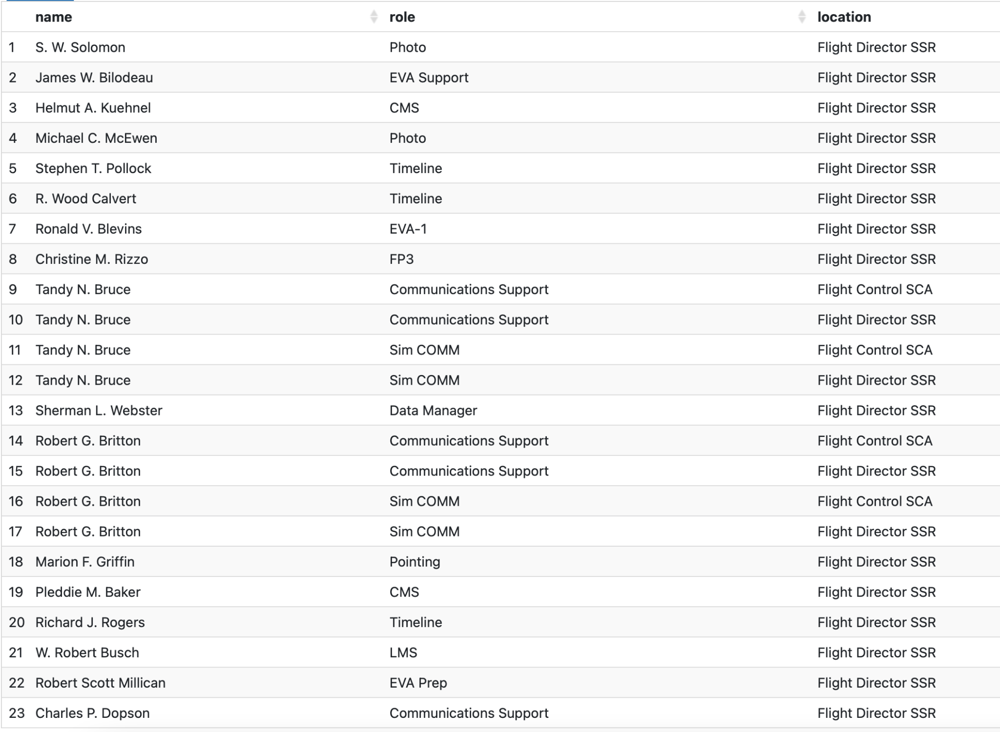 name role location
1 S. W. Solomon Photo Flight Director SSR
2 James W. Bilodeau EVA Support Flight Director SSR
3 Helmut A. Kuehnel CMS Flight Director SSR
4 Michael C. McEwen Photo Flight Director SSR
5 Stephen T. Pollock Timeline Flight Director SSR
6 R. Wood Calvert Timeline Flight Director SSR
7 Ronald V. Blevins EVA-1 Flight Director SSR
8 Christine M. Rizzo FP3 Flight Director SSR
9 Tandy N. Bruce Communications Support Flight Control SCA
10 Tandy N. Bruce Communications Support Flight Director SSR
11 Tandy N. Bruce Sim COMM Flight Control SCA
12 Tandy N. Bruce Sim COMM Flight Director SSR
13 Sherman L. Webster Data Manager Flight Director SSR
14 Robert G. Britton Communications Support Flight Control SCA
15 Robert G. Britton Communications Support Flight Director SSR
16 Robert G. Britton Sim COMM Flight Control SCA
17 Robert G. Britton Sim COMM Flight Director SSR
18 Marion F. Griffin Pointing Flight Director SSR
19 Pleddie M. Baker CMS Flight Director SSR
20 Richard J. Rogers Timeline Flight Director SSR
21 W. Robert Busch LMS Flight Director SSR
22 Robert Scott Millican EVA Prep Flight Director SSR
23 Charles P. Dopson Communications Support Flight Director SSR